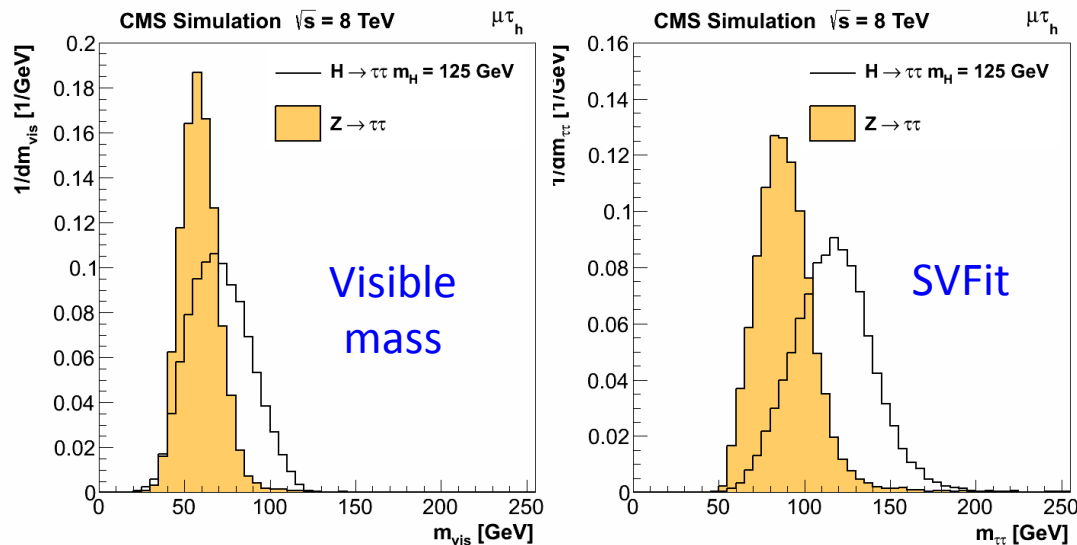 CMS Simulation √s = 8 TeV μτh
1/dmvis [1/GeV]
0.2
0.18
0.16
0.14
0.12
0.1
0.08
0.06
0.04
0.02
0
H → ττ mH = 125 GeV
Z → ττ
Visible
mass
0 50 100 150 200 250
mvis [GeV]
CMS Simulation √s = 8 TeV μτh
1/dmττ [1/GeV]
0.16
0.14
0.12
0.1
0.08
0.06
0.04
0.02
0
H → ττ mH = 125 GeV
Z → ττ
SVFit
0 50 100 150 200 250
mττ [GeV]